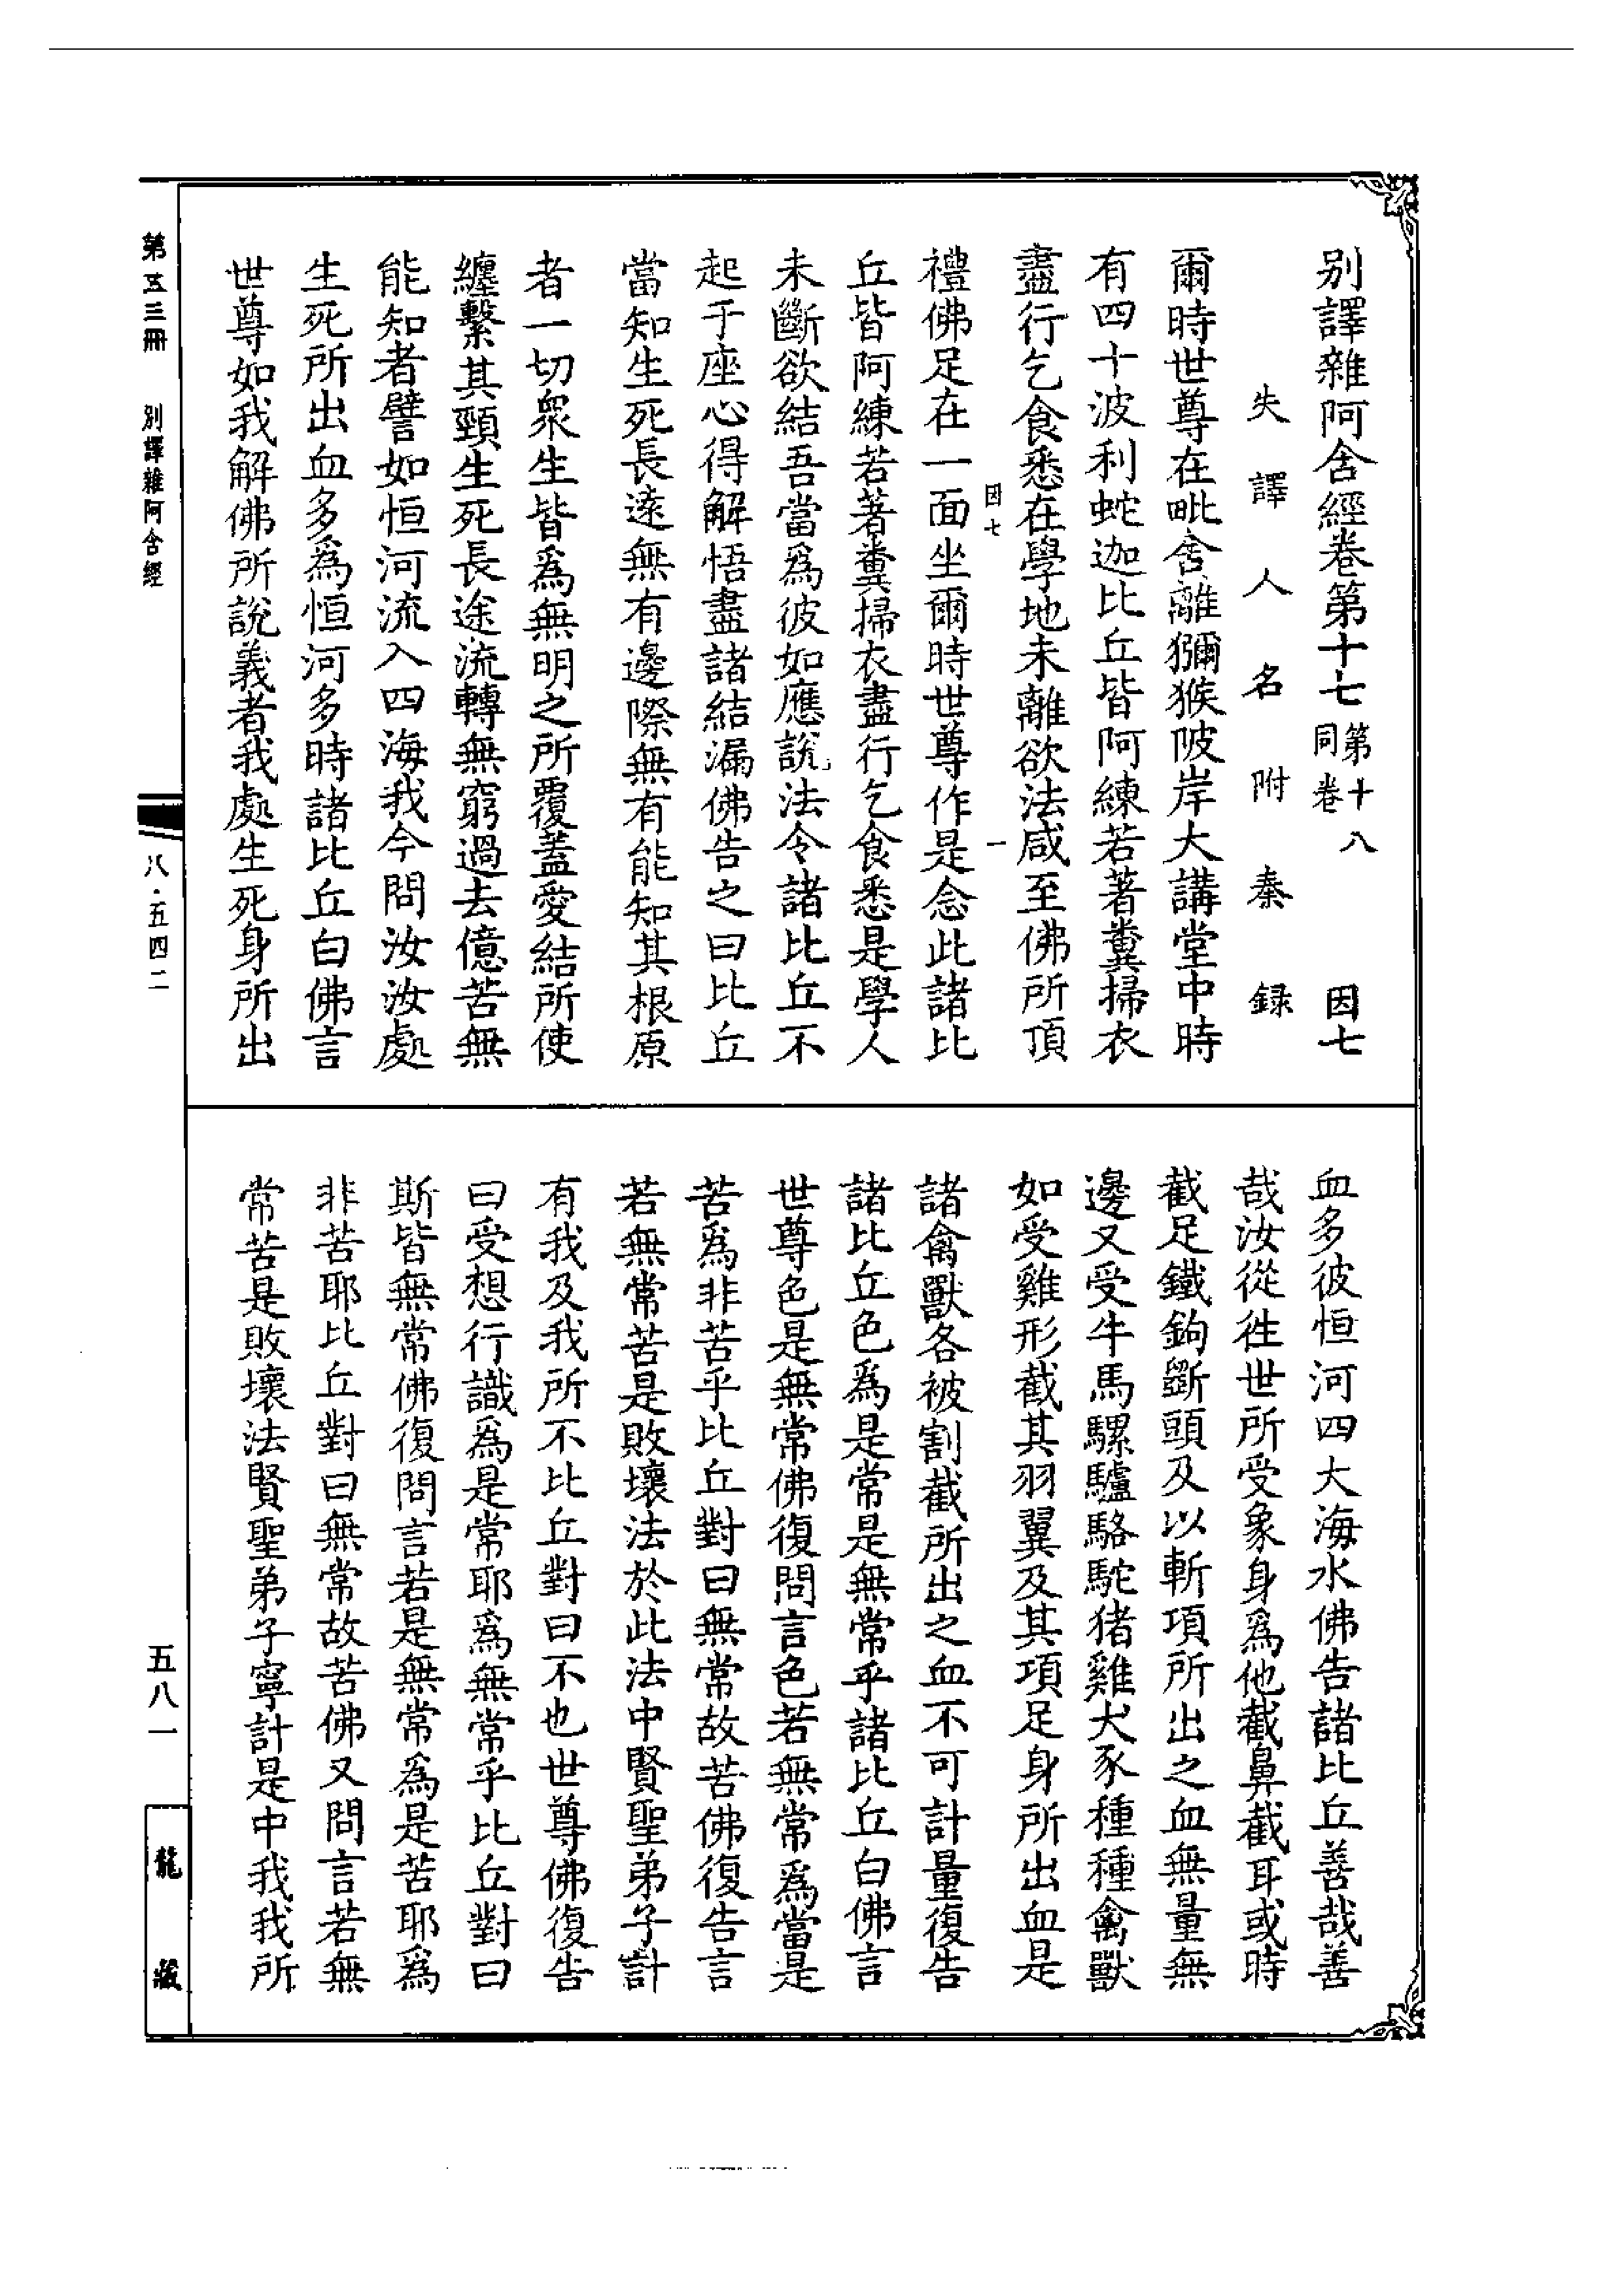 别譯雜阿含經卷第十七 第十八同卷 因七
失譯人名附秦録
爾時世尊在毗舍離獼猴陂岸大講堂中時
有四十波利蛇迦比丘皆阿練若著糞掃衣
盡行乞食悉在學地未離欲法咸至佛所頂
因七 一
禮佛足在一面坐爾時世尊作是念此諸比
丘皆阿練若著糞掃衣盡行乞食悉是學人
未斷欲結吾當爲彼如應說法令諸比丘不
起于座心得解悟盡諸結漏佛告之曰比丘
當知生死長遠無有邊際無有能知其根原
者一切衆生皆爲無明之所覆蓋愛結所使
纏繫其頸生死長途流轉無窮過去億苦無
能知者譬如恒河流入四海我今問汝汝處
生死所出血多爲恒河多時諸比丘白佛言
世尊如我解佛所說義者我處生死身所出
血多彼恒河四大海水佛告諸比丘善哉善
哉汝從徃世所受象身爲他截鼻截耳或時
截足鐵鉤斲頭及以斬項所出之血無量無
邊又受牛馬騾驢駱駝猪雞犬豕種種禽獸
如受雞形截其羽翼及其項足身所出血是
諸禽獸各被割截所出之血不可計量復告
諸比丘色爲是常是無常乎諸比丘白佛言
世尊色是無常佛復問言色若無常爲當是
苦爲非苦乎比丘對曰無常故苦佛復告言
若無常苦是敗壞法於此法中賢聖弟子計
有我及我所不比丘對曰不也世尊佛復告
曰受想行識爲是常耶爲無常乎比丘對曰
斯皆無常佛復問言若是無常爲是苦耶爲
非苦耶比丘對曰無常故苦佛又問言若無
常苦是敗壞法賢聖弟子寧計是中我我所
第五三冊 別譯雜阿含經
八·五四二
五八一
龍藏